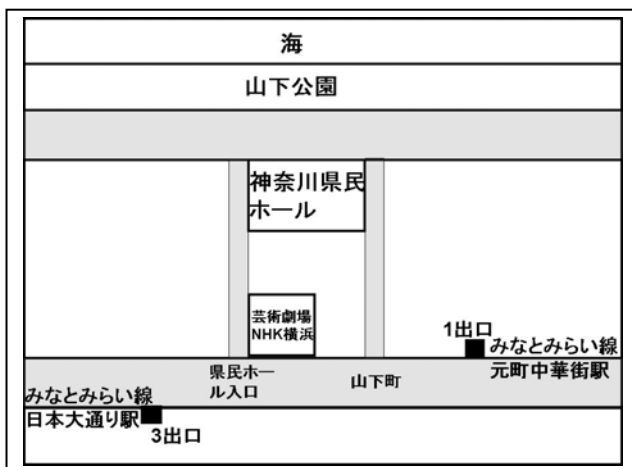 海
山下公園
神奈川県民
ホール
芸術劇場
NHK横浜
1出口
みなとみらい線
元町中華街駅
県民ホー
ル入口
山下町
みなとみらい線
日本大通り駅
3出口